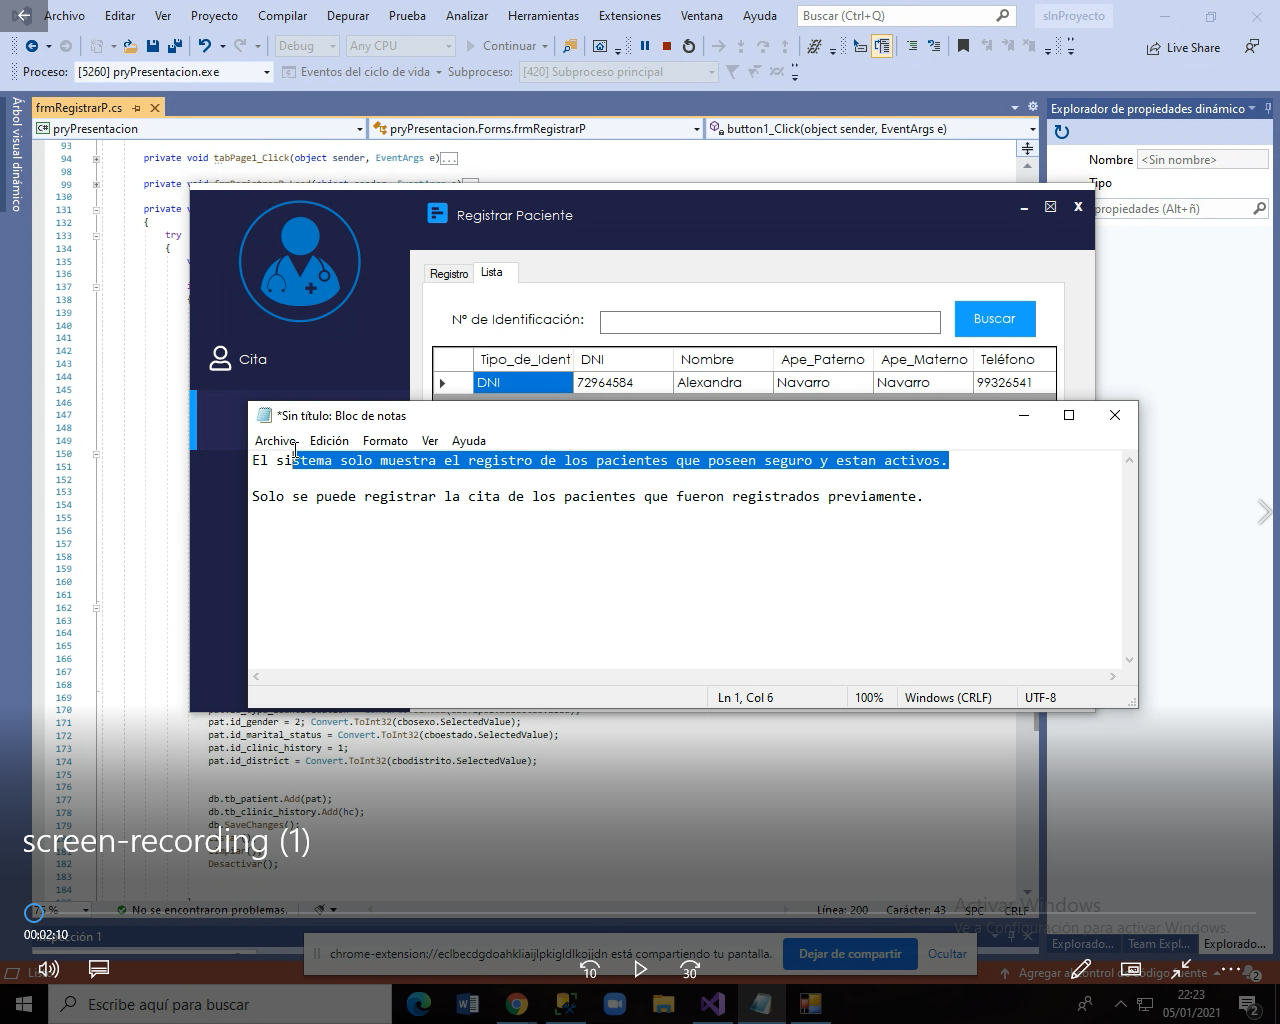 Archivo Editar Ver Proyecto Compilar Depurar Prueba Analizar Herramientas Extensiones Ventana Ayuda Buscar (Ctrl+Q) slnProyecto
Debug Any CPU Continuar Live Share
Proceso: [5260] pryPresentacion.exe Eventos del ciclo de vida Subproceso: [420] Subproceso principal
Árbol visual dinámico
frmRegistrarP.cs
Explorador de propiedades dinámico
pryPresentacion pryPresentacion.Forms.frmRegistrarP button1_Click(object sender, EventArgs e)
Nombre <Sin nombre>
Tipo
propiedades (Alt+ñ)
93
94 private void tabPage1_Click(object sender, EventArgs e)...
98
99 private
130
131 private v
132 {
133 try
134 {
135
136
137
138
139
140
141
142
143
144
145
146
147
148
149
150
151
152
153
154
155
156
157
158
159
160
161
162
163
164
165
166
167
168
169
170
171 pat.id_gender = 2; Convert.ToInt32(cbosexo.SelectedValue);
172 pat.id_marital_status = Convert.ToInt32(cboestado.SelectedValue);
173 pat.id_clinic_history = 1;
174 pat.id_district = Convert.ToInt32(cbodistrito.SelectedValue);
175
176
177 db.tb_patient.Add(pat);
178 db.tb_clinic_history.Add(hc);
179 db.SaveChanges();
182 Desactivar();
183
184
Registrar Paciente
X
Cita
Registro Lista
N° de Identificación: Buscar
Tipo_de_Ident DNI Nombre Ape_Paterno Ape_Materno Teléfono
DNI 72964584 Alexandra Navarro Navarro 99326541
*Sin título: Bloc de notas
Archivo Edición Formato Ver Ayuda
El sistema solo muestra el registro de los pacientes que poseen seguro y estan activos.
Solo se puede registrar la cita de los pacientes que fueron registrados previamente.
Ln 1, Col 6 100% Windows (CRLF) UTF-8
screen-recording (1)
75 % No se encontraron problemas. Línea: 200 Carácter: 43 SPC CRLF
Activar Windows
Ve a Configuración para activar Windows.
00:02:10
Inspección 1
Explorado... Team Expl... Explorado...
chrome-extension://eclbecdgdoahkliaijlpkigldlkoijdn está compartiendo tu pantalla. Dejar de compartir Ocultar
10 30
Agregar al control de código fuente
2
Escribe aquí para buscar
22:23
05/01/2021
2